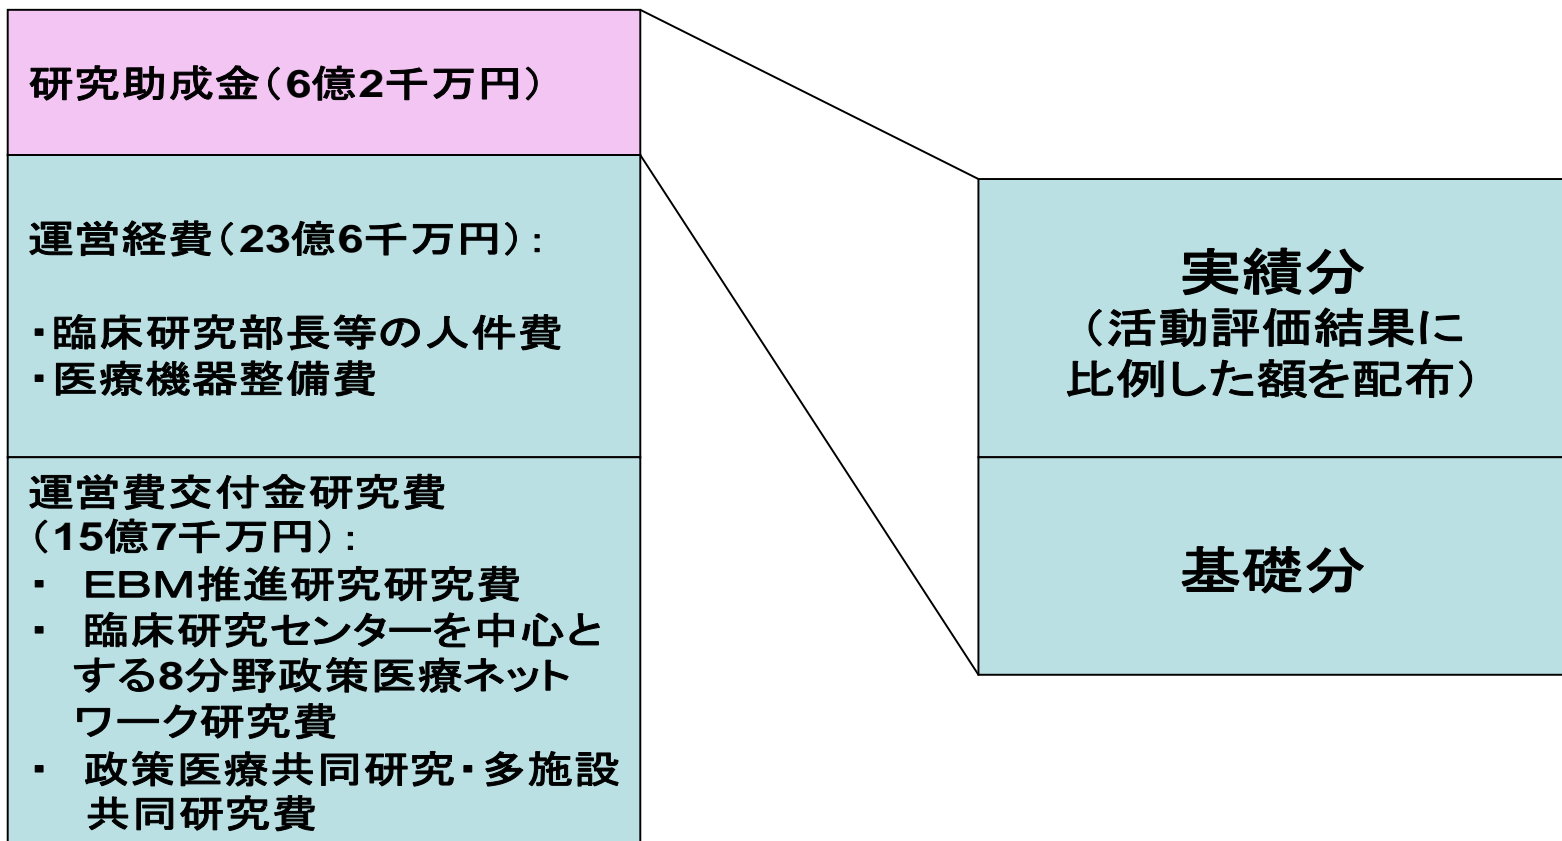 研究助成金（6億2千万円）
運営経費（23億6千万円）：
・臨床研究部長等の人件費
・医療機器整備費
運営費交付金研究費
（15億7千万円）：
・ EBM推進研究研究費
・ 臨床研究センターを中心と
する8分野政策医療ネット
ワーク研究費
・ 政策医療共同研究・多施設
共同研究費
実績分
（活動評価結果に
比例した額を配布）
基礎分